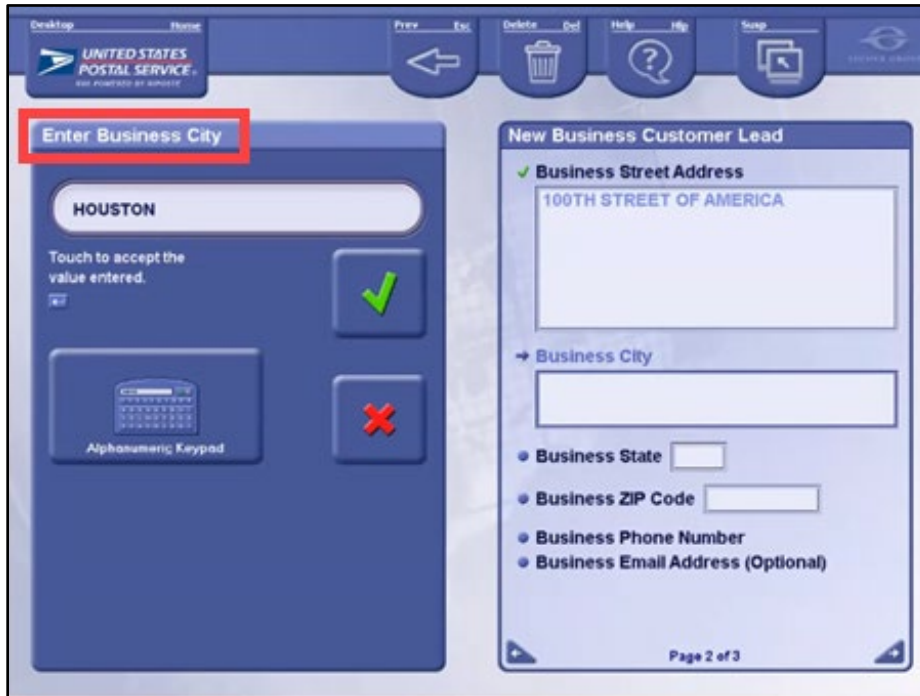 Desktop Home
Prev Esc
Delete Del
Help Hlp
Susp
UNITED STATES
POSTAL SERVICE
Enter Business City
New Business Customer Lead
HOUSTON
Touch to accept the
value entered.
Alphanumeric Keypad
Business Street Address
100TH STREET OF AMERICA
Business City
Business State
Business ZIP Code
Business Phone Number
Business Email Address (Optional)
Page 2 of 3